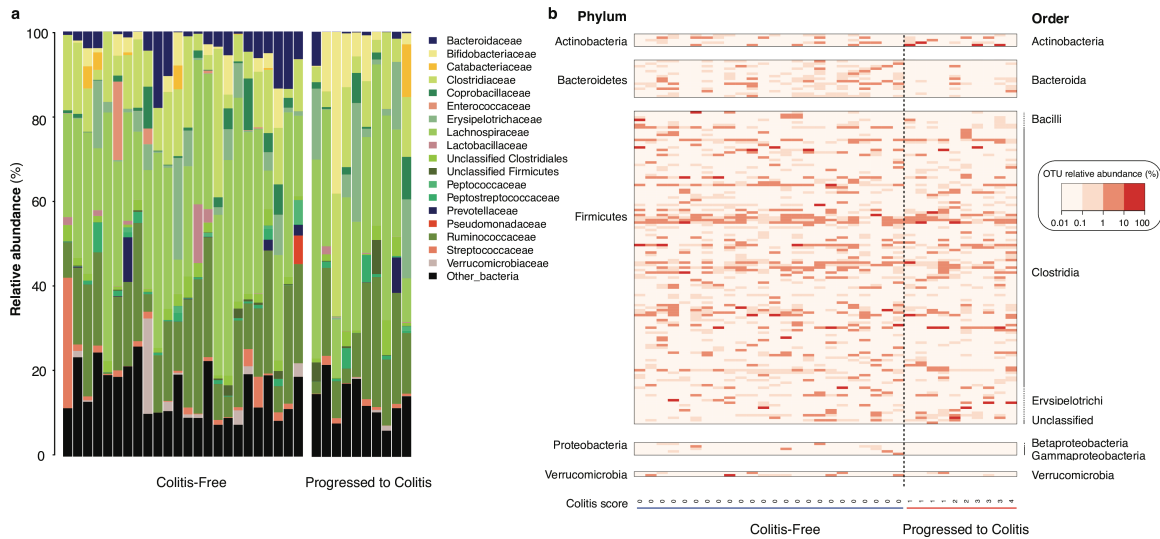 a
Relative abundance (%)
100
80
60
40
20
0
Colitis-Free
Progressed to Colitis
Bacteroidaceae
Bifidobacteriaceae
Catabacteriaceae
Clostridiaceae
Coprobacillaceae
Enterococcaceae
Erysipelotrichaceae
Lachnospiraceae
Lactobacillaceae
Unclassified Clostridiales
Unclassified Firmicutes
Peptococcaceae
Peptostreptococcaceae
Prevotellaceae
Pseudomonadaceae
Ruminococcaceae
Streptococcaceae
Verrucomicrobiaceae
Other_bacteria
b
Phylum
Order
Actinobacteria
Actinobacteria
Bacteroidetes
Bacteroida
Bacilli
Firmicutes
Clostridia
Ervsipelotrichi
Unclassified
Proteobacteria
Betaproteobacteria
Gammaproteobacteria
Verrucomicrobia
Verrucomicrobia
OTU relative abundance (%)
0.01 0.1 1 10 100
Colitis score 0 0 0 0 0 0 0 0 0 0 0 0 0 0 0 0 0 0 0 0 0 0 0 0 1 1 1 1 2 2 3 3 3 4
Colitis-Free
Progressed to Colitis